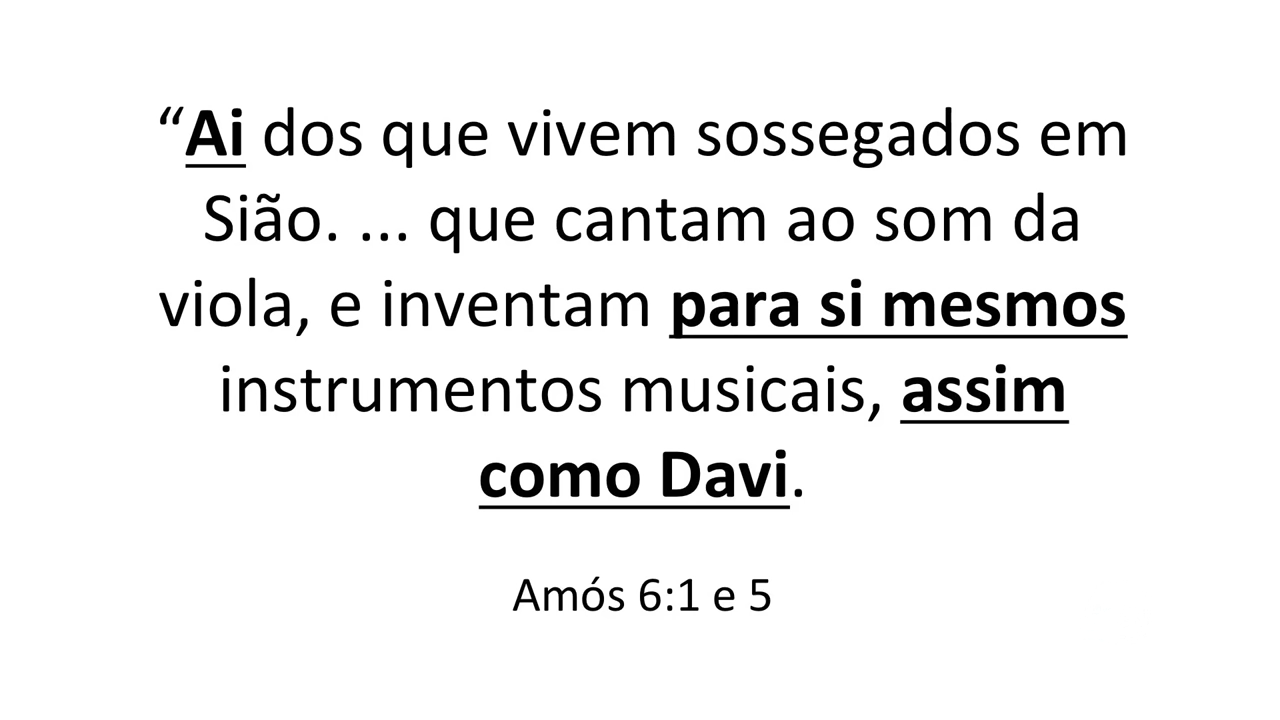 “Ai dos que vivem sossegados em
Sião. ... que cantam ao som da
viola, e inventam para si mesmos
instrumentos musicais, assim
como Davi.
Amós 6:1 e 5